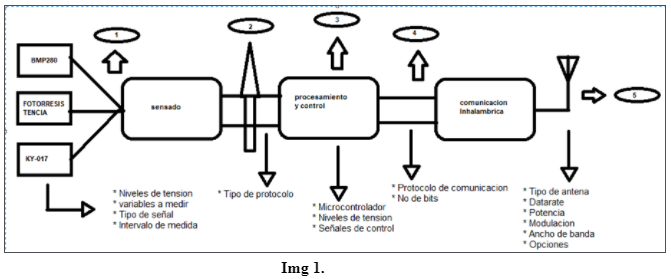 1
2
3
4
5
BMP280
FOTORRESIS
TENCIA
KY-017
sensado
procesamiento
y control
comunicacion
Inhalambrica
* Niveles de tension
* variables a medir
* Tipo de señal
* Intervalo de medida
* Tipo de protocolo
* Microcontrolador
* Niveles de tension
* Señales de control
* Protocolo de comunicacion
* No de bits
* Tipo de antena
* Datarate
* Potencia
* Modulacion
* Ancho de banda
* Opciones
Img 1.